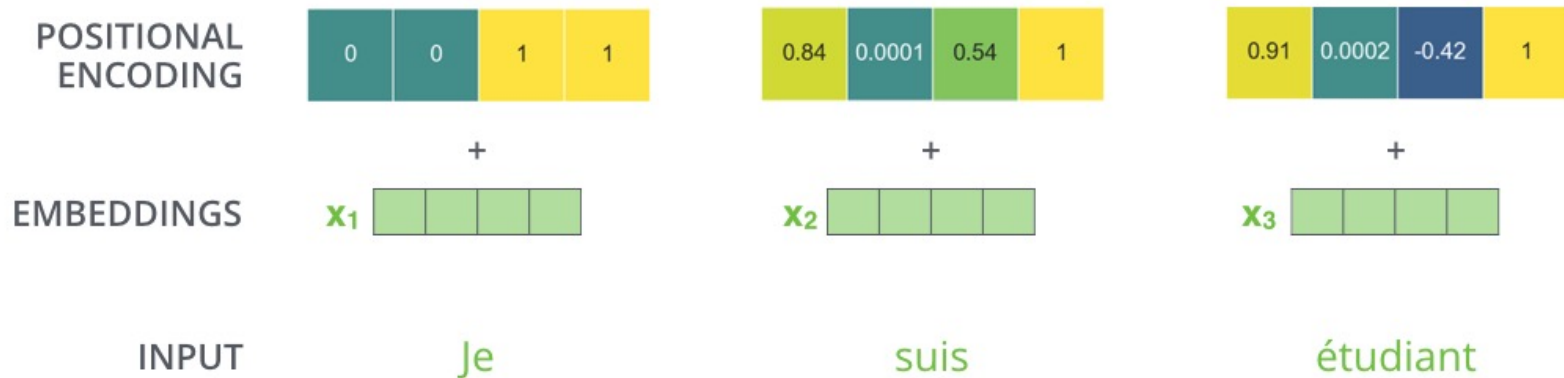 POSITIONAL
ENCODING
0 0 1 1
0.84 0.0001 0.54 1
0.91 0.0002 -0.42 1
+ + +
EMBEDDINGS
x₁ x₂ x₃
INPUT
Je suis étudiant